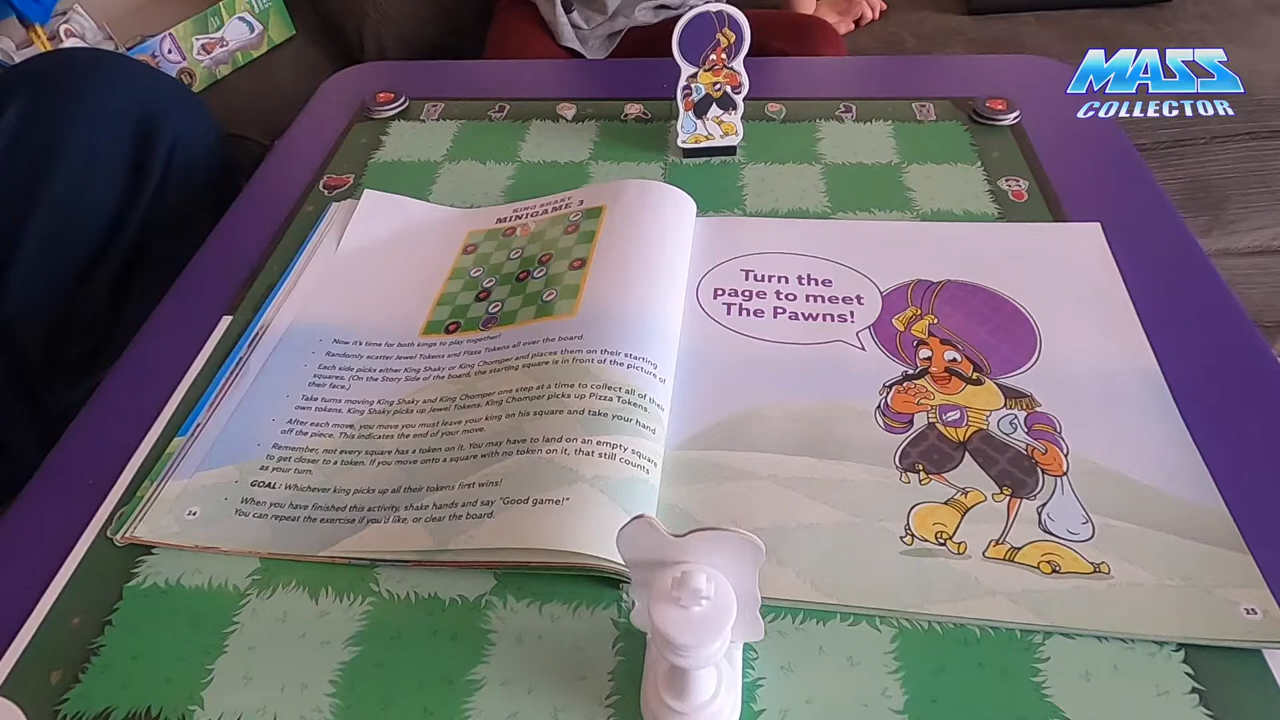 MASS
COLLECTOR
KING SHAKY
MINIGAME 3
• Now it's time for both kings to play together!
• Randomly scatter Jewel Tokens and Pizza Tokens all over the board.
• Each side picks either King Shaky or King Chomper and places them on their starting
squares. (On the Story Side of the board, the starting square is in front of the picture of
their face.)
• Take turns moving King Shaky and King Chomper one step at a time to collect all of their
own tokens. King Shaky picks up Jewel Tokens. King Chomper picks up Pizza Tokens.
• After each move, you move you must leave your king on his square and take your hand
off the piece. This indicates the end of your move.
• Remember, not every square has a token on it. You may have to land on an empty square
to get closer to a token. If you move onto a square with no token on it, that still counts
as your turn.
• GOAL: Whichever king picks up all their tokens first wins!
• When you have finished this activity, shake hands and say "Good game!"
You can repeat the exercise if you'd like, or clear the board.
24
Turn the
page to meet
The Pawns!
25